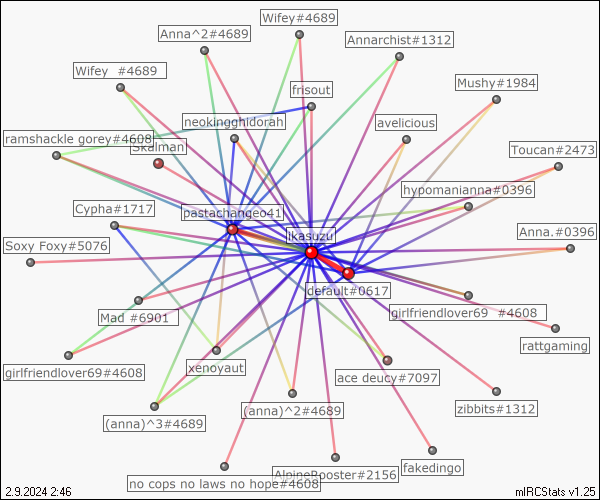 Wifey#4689
Anna^2#4689
Annarchist#1312
Wifey  #4689
Mushy#1984
frisout
neokingghidorah
avelicious
ramshackle gorey#4608
Skalman
Toucan#2473
hypomanianna#0396
Cypha#1717
pastachangeo41
ikasuzu
Anna.#0396
Soxy Foxy#5076
default#0617
Mad #6901
girlfriendlover69  #4608
rattgaming
girlfriendlover69#4608
xenoyaut
ace deucy#7097
(anna)^3#4689
(anna)^2#4689
zibbits#1312
no cops no laws no hope#4608
AlpineBooster#2156
fakedingo
2.9.2024 2:46
mIRCStats v1.25